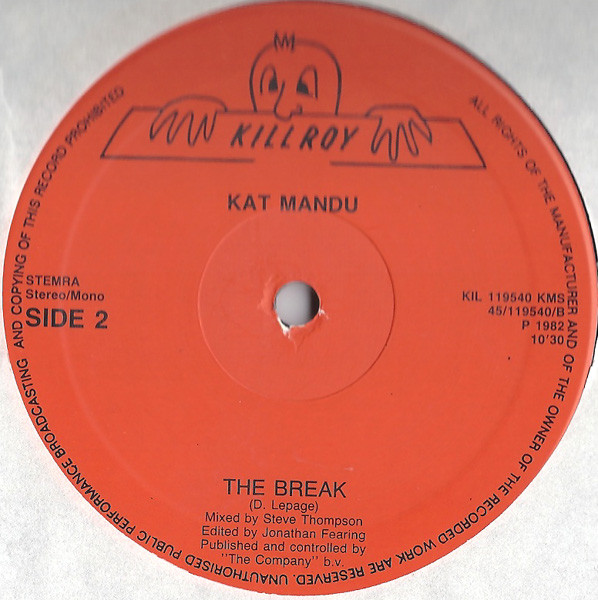 KILLROY
KAT MANDU
STEMRA
Stereo/Mono
SIDE 2
KIL 119540 KMS
45/119540/B
P 1982
10'30
THE BREAK
(D. Lepage)
Mixed by Steve Thompson
Edited by Jonathan Fearing
Published and controlled by
"The Company" b.v.
ALL RIGHTS OF THE MANUFACTURER AND OF THE OWNER OF THE RECORDED WORK ARE RESERVED. UNAUTHORISED PUBLIC PERFORMANCE BROADCASTING AND COPYING OF THIS RECORD PROHIBITED